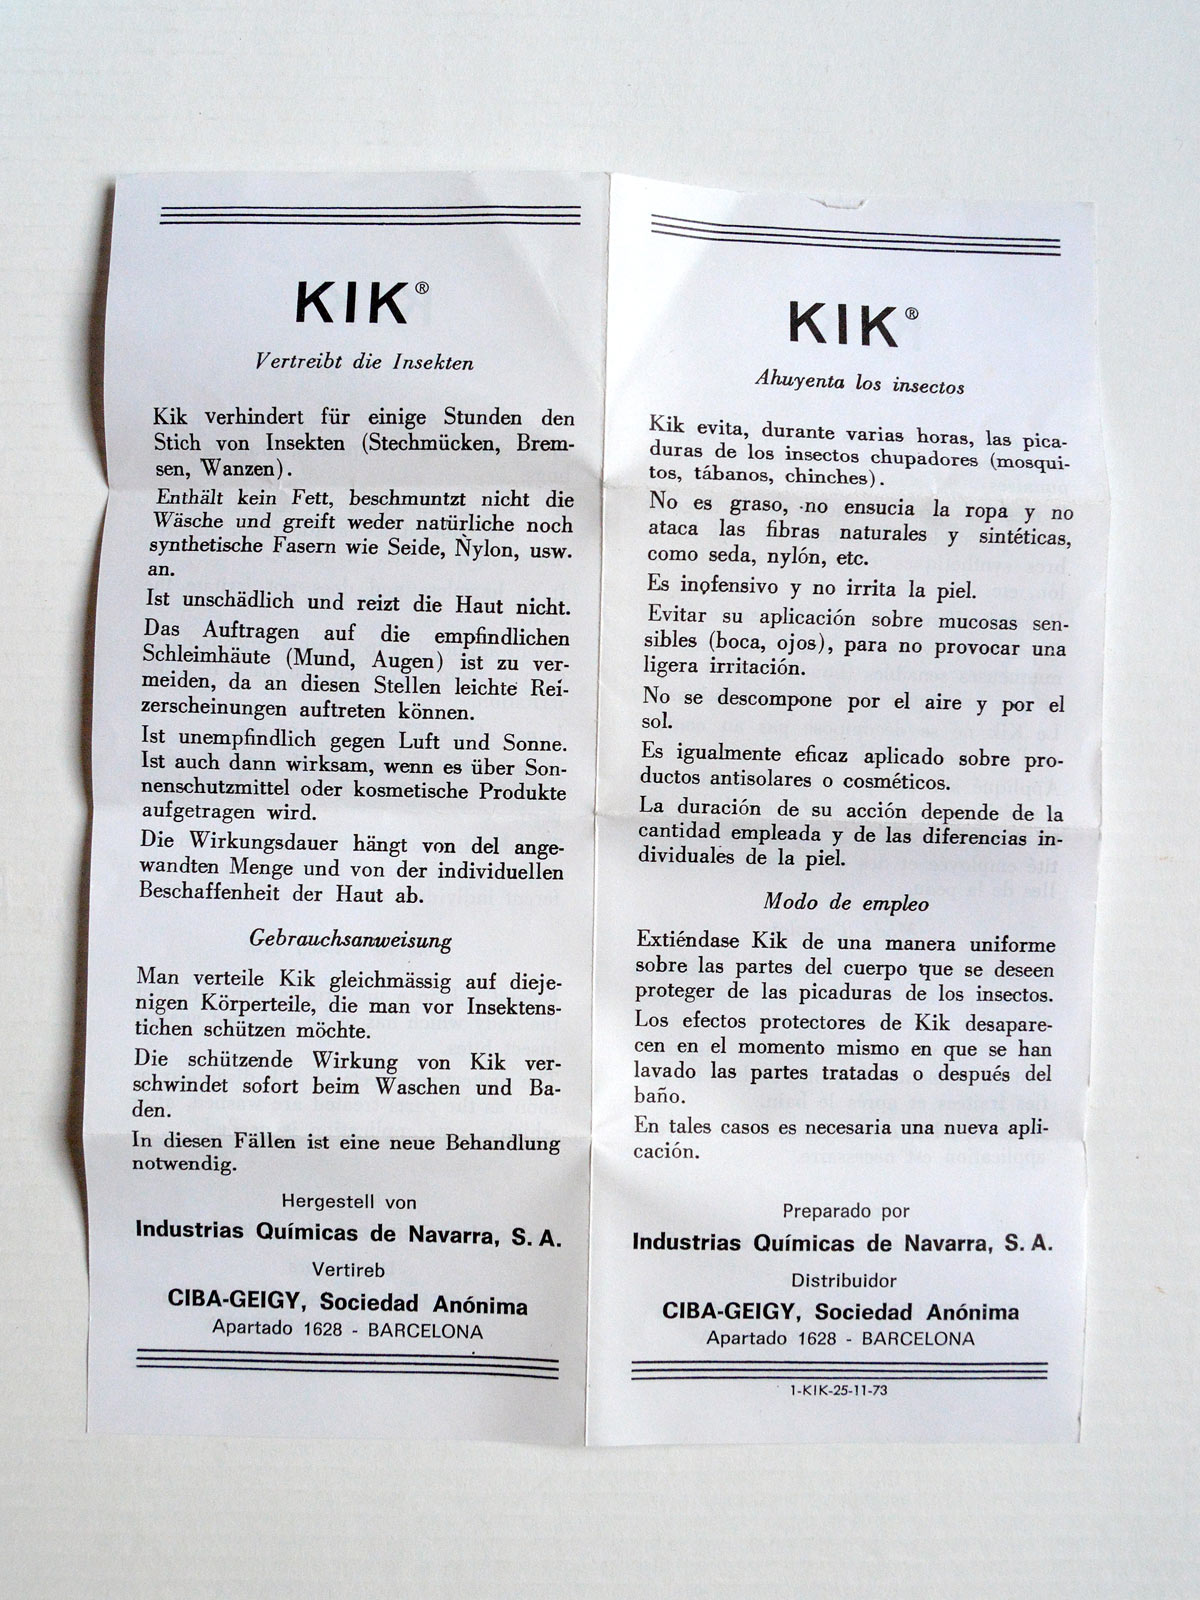 KIK®
Vertreibt die Insekten
Kik verhindert für einige Stunden den
Stich von Insekten (Stechmücken, Brem-
sen, Wanzen).
Enthält kein Fett, beschmuntzt nicht die
Wäsche und greift weder natürliche noch
synthetische Fasern wie Seide, Nylon, usw.
an.
Ist unschädlich und reizt die Haut nicht.
Das Auftragen auf die empfindlichen
Schleimhäute (Mund, Augen) ist zu ver-
meiden, da an diesen Stellen leichte Rei-
zerscheinungen auftreten können.
Ist unempfindlich gegen Luft und Sonne.
Ist auch dann wirksam, wenn es über Son-
nenschutzmittel oder kosmetische Produkte
aufgetragen wird.
Die Wirkungsdauer hängt von del ange-
wandten Menge und von der individuellen
Beschaffenheit der Haut ab.
Gebrauchsanweisung
Man verteile Kik gleichmässig auf dieje-
nigen Körperteile, die man vor Insektens-
tichen schützen möchte.
Die schützende Wirkung von Kik ver-
schwindet sofort beim Waschen und Ba-
den.
In diesen Fällen ist eine neue Behandlung
notwendig.
Hergestell von
Industrias Químicas de Navarra, S. A.
Vertireb
CIBA-GEIGY, Sociedad Anónima
Apartado 1628 - BARCELONA
KIK®
Ahuyenta los insectos
Kik evita, durante varias horas, las pica-
duras de los insectos chupadores (mosqui-
tos, tábanos, chinches).
No es graso, no ensucia la ropa y no
ataca las fibras naturales y sintéticas,
como seda, nylón, etc.
Es inofensivo y no irrita la piel.
Evitar su aplicación sobre mucosas sen-
sibles (boca, ojos), para no provocar una
ligera irritación.
No se descompone por el aire y por el
sol.
Es igualmente eficaz aplicado sobre pro-
ductos antisolares o cosméticos.
La duración de su acción depende de la
cantidad empleada y de las diferencias in-
dividuales de la piel.
Modo de empleo
Extiéndase Kik de una manera uniforme
sobre las partes del cuerpo que se deseen
proteger de las picaduras de los insectos.
Los efectos protectores de Kik desapare-
cen en el momento mismo en que se han
lavado las partes tratadas o después del
baño.
En tales casos es necesaria una nueva apli-
cación.
Preparado por
Industrias Químicas de Navarra, S. A.
Distribuidor
CIBA-GEIGY, Sociedad Anónima
Apartado 1628 - BARCELONA
1-KIK-25-11-73